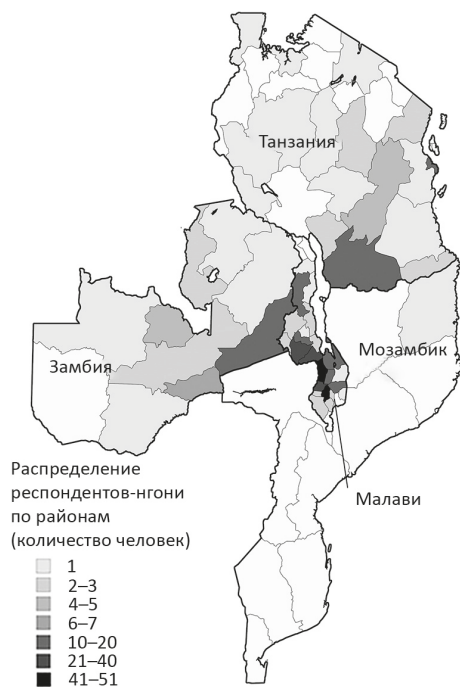 Танзания
Замбия
Мозамбик
Малави
Распределение
респондентов-нгони
по районам
(количество человек)
1
2–3
4–5
6–7
10–20
21–40
41–51